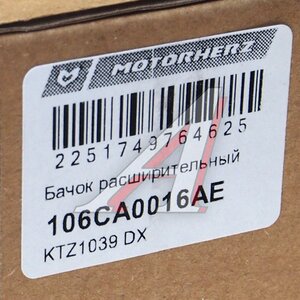 MOTORHERZ
2251749764625
Бачок расширительный
106CA0016AE
KTZ1039 DX